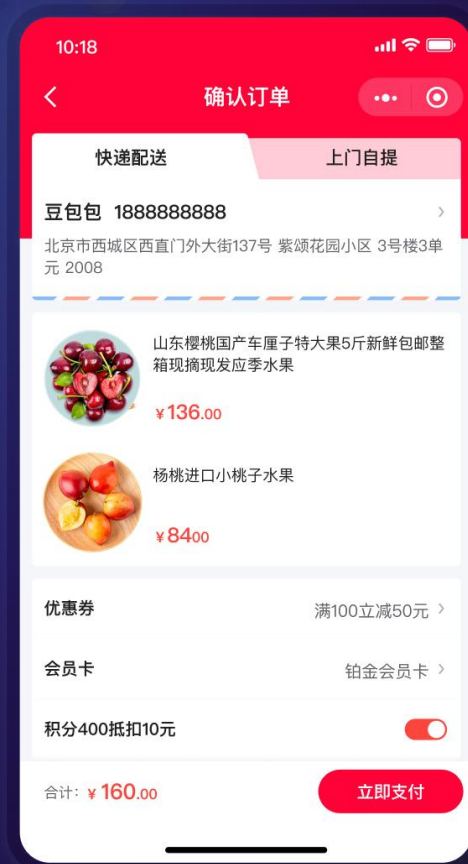 10:18
确认订单
快递配送
上门自提
豆包包 1888888888
北京市西城区西直门外大街137号 紫颂花园小区 3号楼3单
元 2008
山东樱桃国产车厘子特大果5斤新鲜包邮整
箱现摘现发应季水果
¥136.00
杨桃进口小桃子水果
¥8400
优惠券 满100立减50元
会员卡 铂金会员卡
积分400抵扣10元
合计: ¥160.00 立即支付